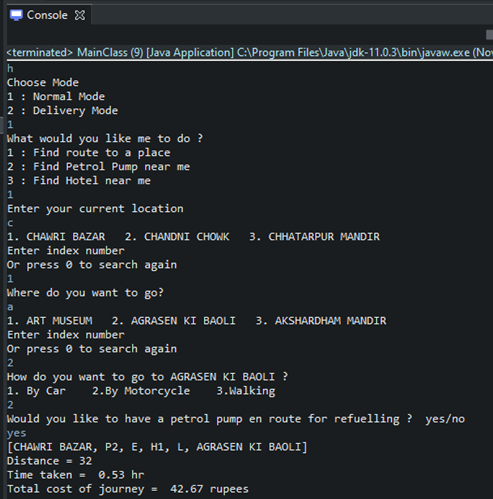 Console
<terminated> MainClass (9) [Java Application] C:\Program Files\Java\jdk-11.0.3\bin\javaw.exe (Nov
h
Choose Mode
1 : Normal Mode
2 : Delivery Mode
1
What would you like me to do ?
1 : Find route to a place
2 : Find Petrol Pump near me
3 : Find Hotel near me
1
Enter your current location
c
1. CHAWRI BAZAR   2. CHANDNI CHOWK   3. CHHATARPUR MANDIR
Enter index number
Or press 0 to search again
1
Where do you want to go?
a
1. ART MUSEUM   2. AGRASEN KI BAOLI   3. AKSHARDHAM MANDIR
Enter index number
Or press 0 to search again
2
How do you want to go to AGRASEN KI BAOLI ?
1. By Car    2.By Motorcycle    3.Walking
2
Would you like to have a petrol pump en route for refuelling ?  yes/no
yes
[CHAWRI BAZAR, P2, E, H1, L, AGRASEN KI BAOLI]
Distance = 32
Time taken =  0.53 hr
Total cost of journey =  42.67 rupees